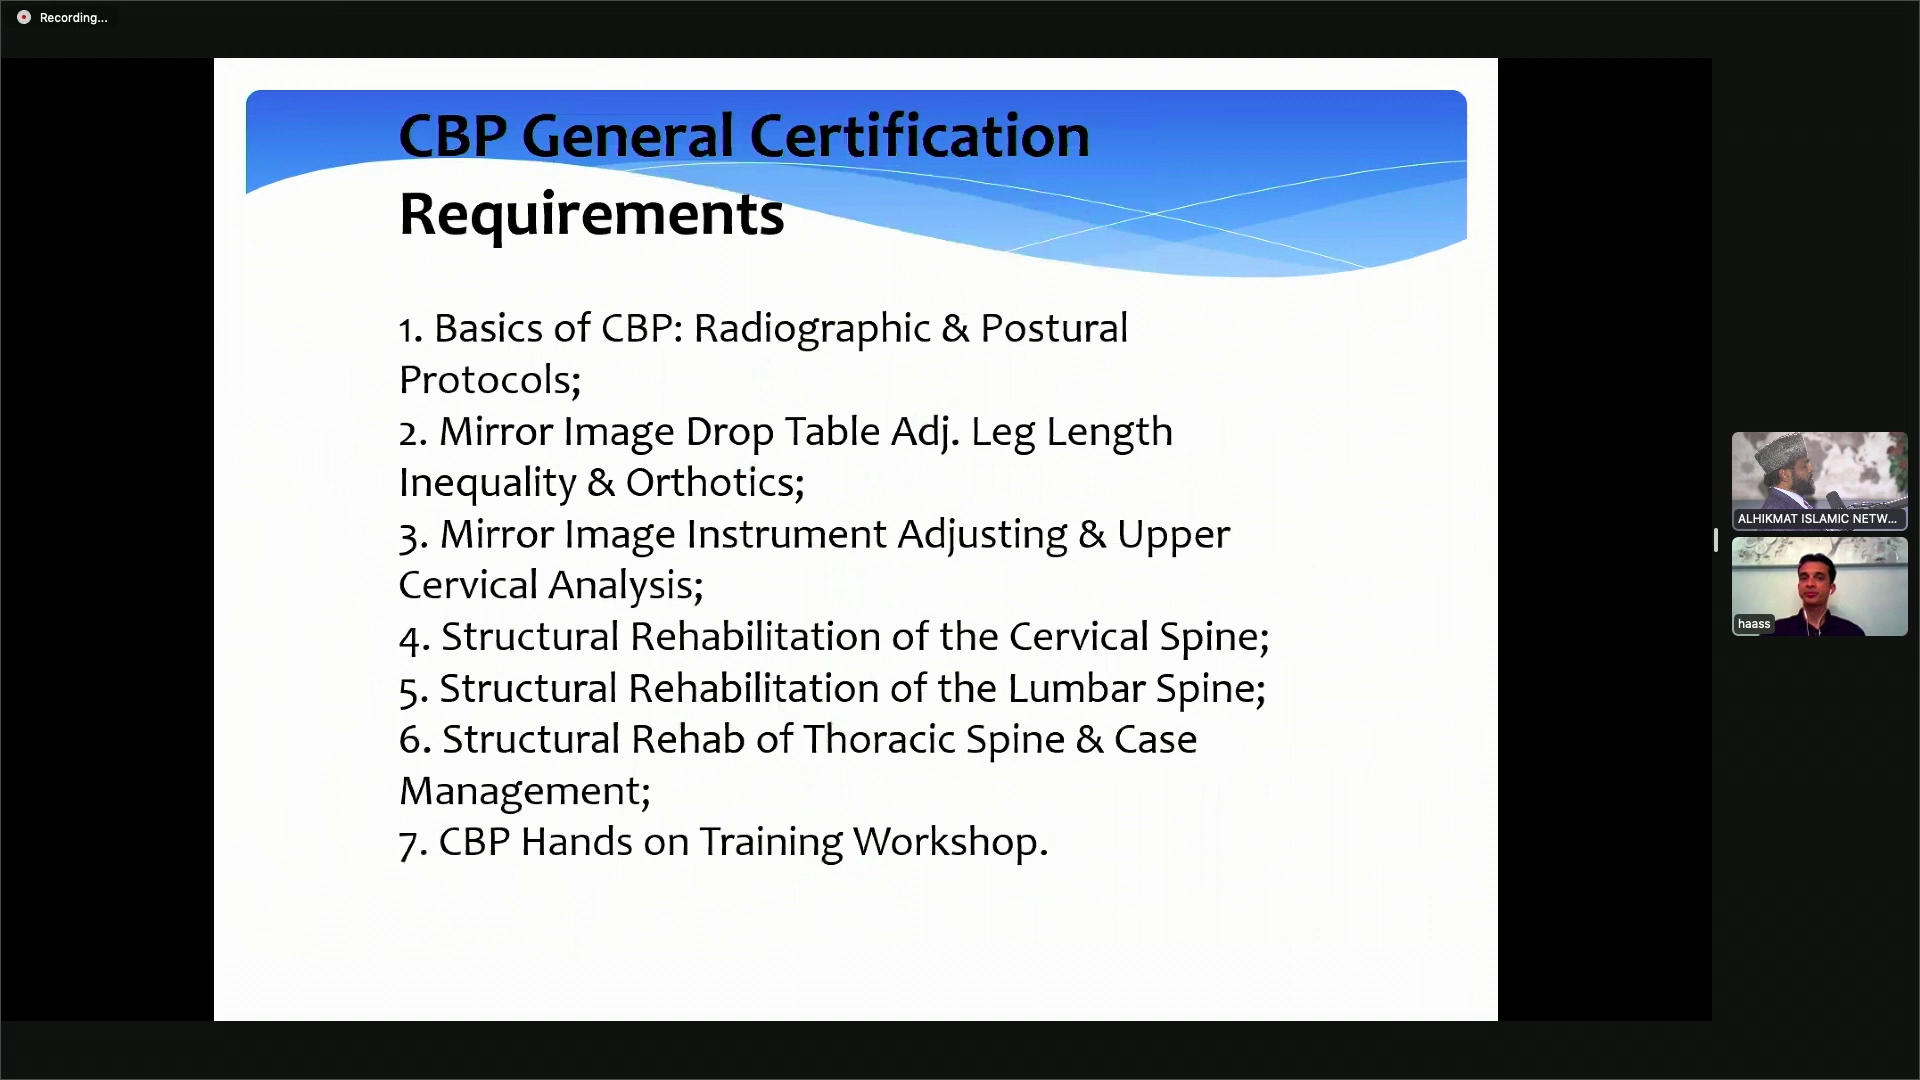 Recording...
CBP General Certification
Requirements
1. Basics of CBP: Radiographic & Postural
Protocols;
2. Mirror Image Drop Table Adj. Leg Length
Inequality & Orthotics;
3. Mirror Image Instrument Adjusting & Upper
Cervical Analysis;
4. Structural Rehabilitation of the Cervical Spine;
5. Structural Rehabilitation of the Lumbar Spine;
6. Structural Rehab of Thoracic Spine & Case
Management;
7. CBP Hands on Training Workshop.
ALHIKMAT ISLAMIC NETW...
haass